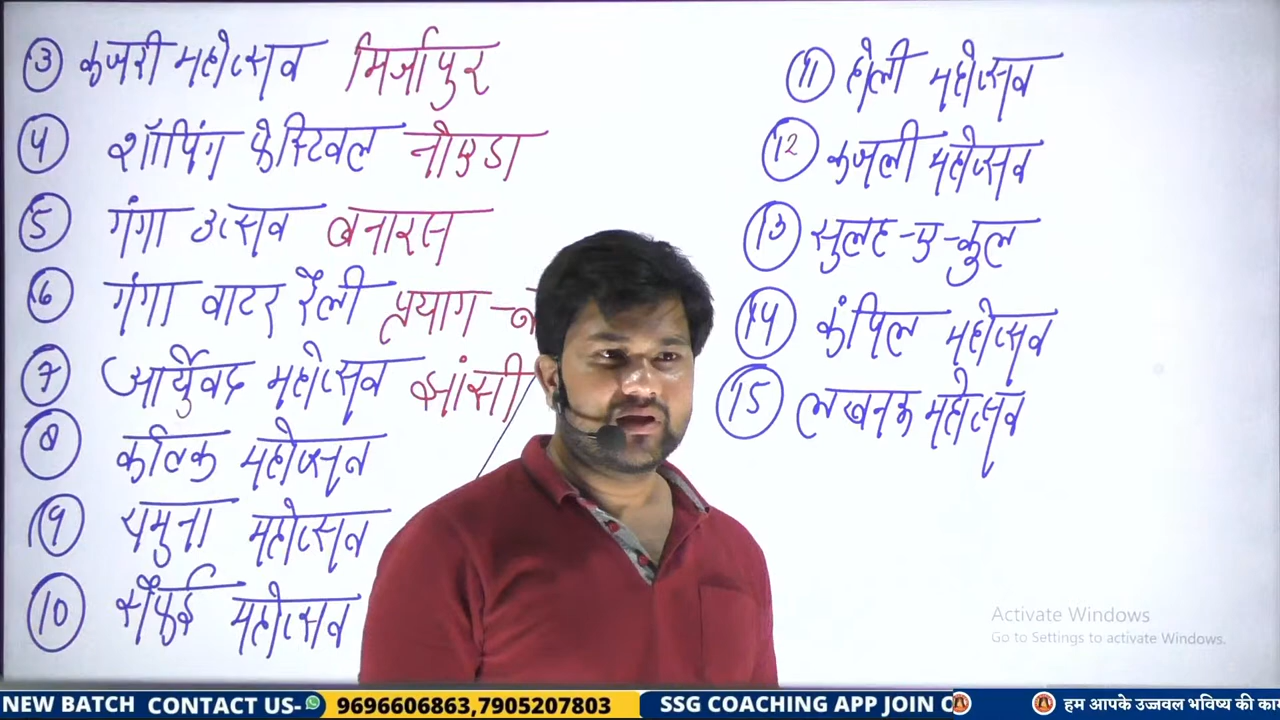 ③ कजरी महोत्सव मिर्जापुर
④ शॉपिंग फेस्टिवल नोएडा
⑤ गंगा उत्सव बनारस
⑥ गंगा वाटर रैली प्रयाग
⑦ आर्युवेद महोत्सव झांसी
⑧ कतिक महोत्सव
⑨ यमुना महोत्सव
⑩ सैफई महोत्सव
⑪ होली महोत्सव
⑫ कजली महोत्सव
⑬ सुलह-ए-कुल
⑭ कंपिल महोत्सव
⑮ लखनऊ महोत्सव
Activate Windows
Go to Settings to activate Windows.
NEW BATCH CONTACT US- 9696606863,7905207803 SSG COACHING APP JOIN हम आपके उज्जवल भविष्य की